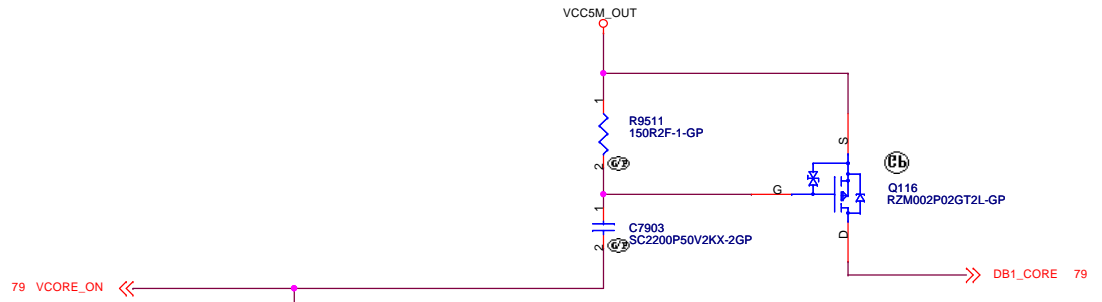 VCC5M_OUT
1
R9511
150R2F-1-GP
2
G/P
S
Cb
G
Q116
RZM002P02GT2L-GP
1
C7903
SC2200P50V2KX-2GP
2
G/P
D
79 VCORE_ON
DB1_CORE 79